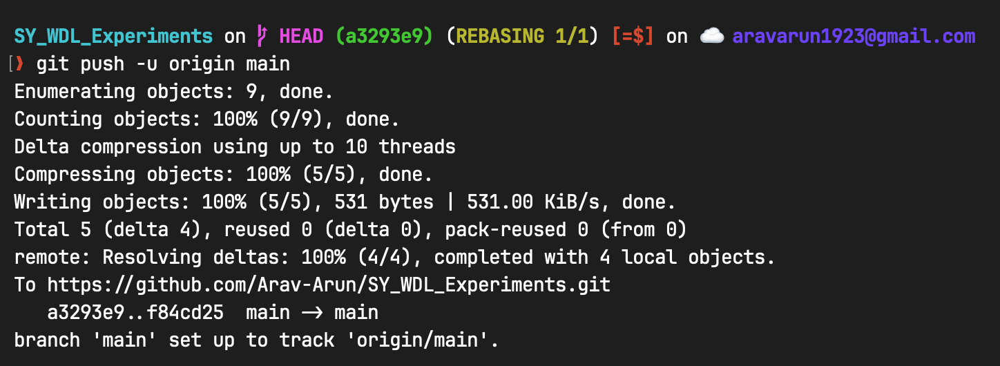 SY_WDL_Experiments on HEAD (a3293e9) (REBASING 1/1) [=$] on ☁️ aravarun1923@gmail.com
[❯ git push -u origin main
Enumerating objects: 9, done.
Counting objects: 100% (9/9), done.
Delta compression using up to 10 threads
Compressing objects: 100% (5/5), done.
Writing objects: 100% (5/5), 531 bytes | 531.00 KiB/s, done.
Total 5 (delta 4), reused 0 (delta 0), pack-reused 0 (from 0)
remote: Resolving deltas: 100% (4/4), completed with 4 local objects.
To https://github.com/Arav-Arun/SY_WDL_Experiments.git
   a3293e9..f84cd25  main -> main
branch 'main' set up to track 'origin/main'.